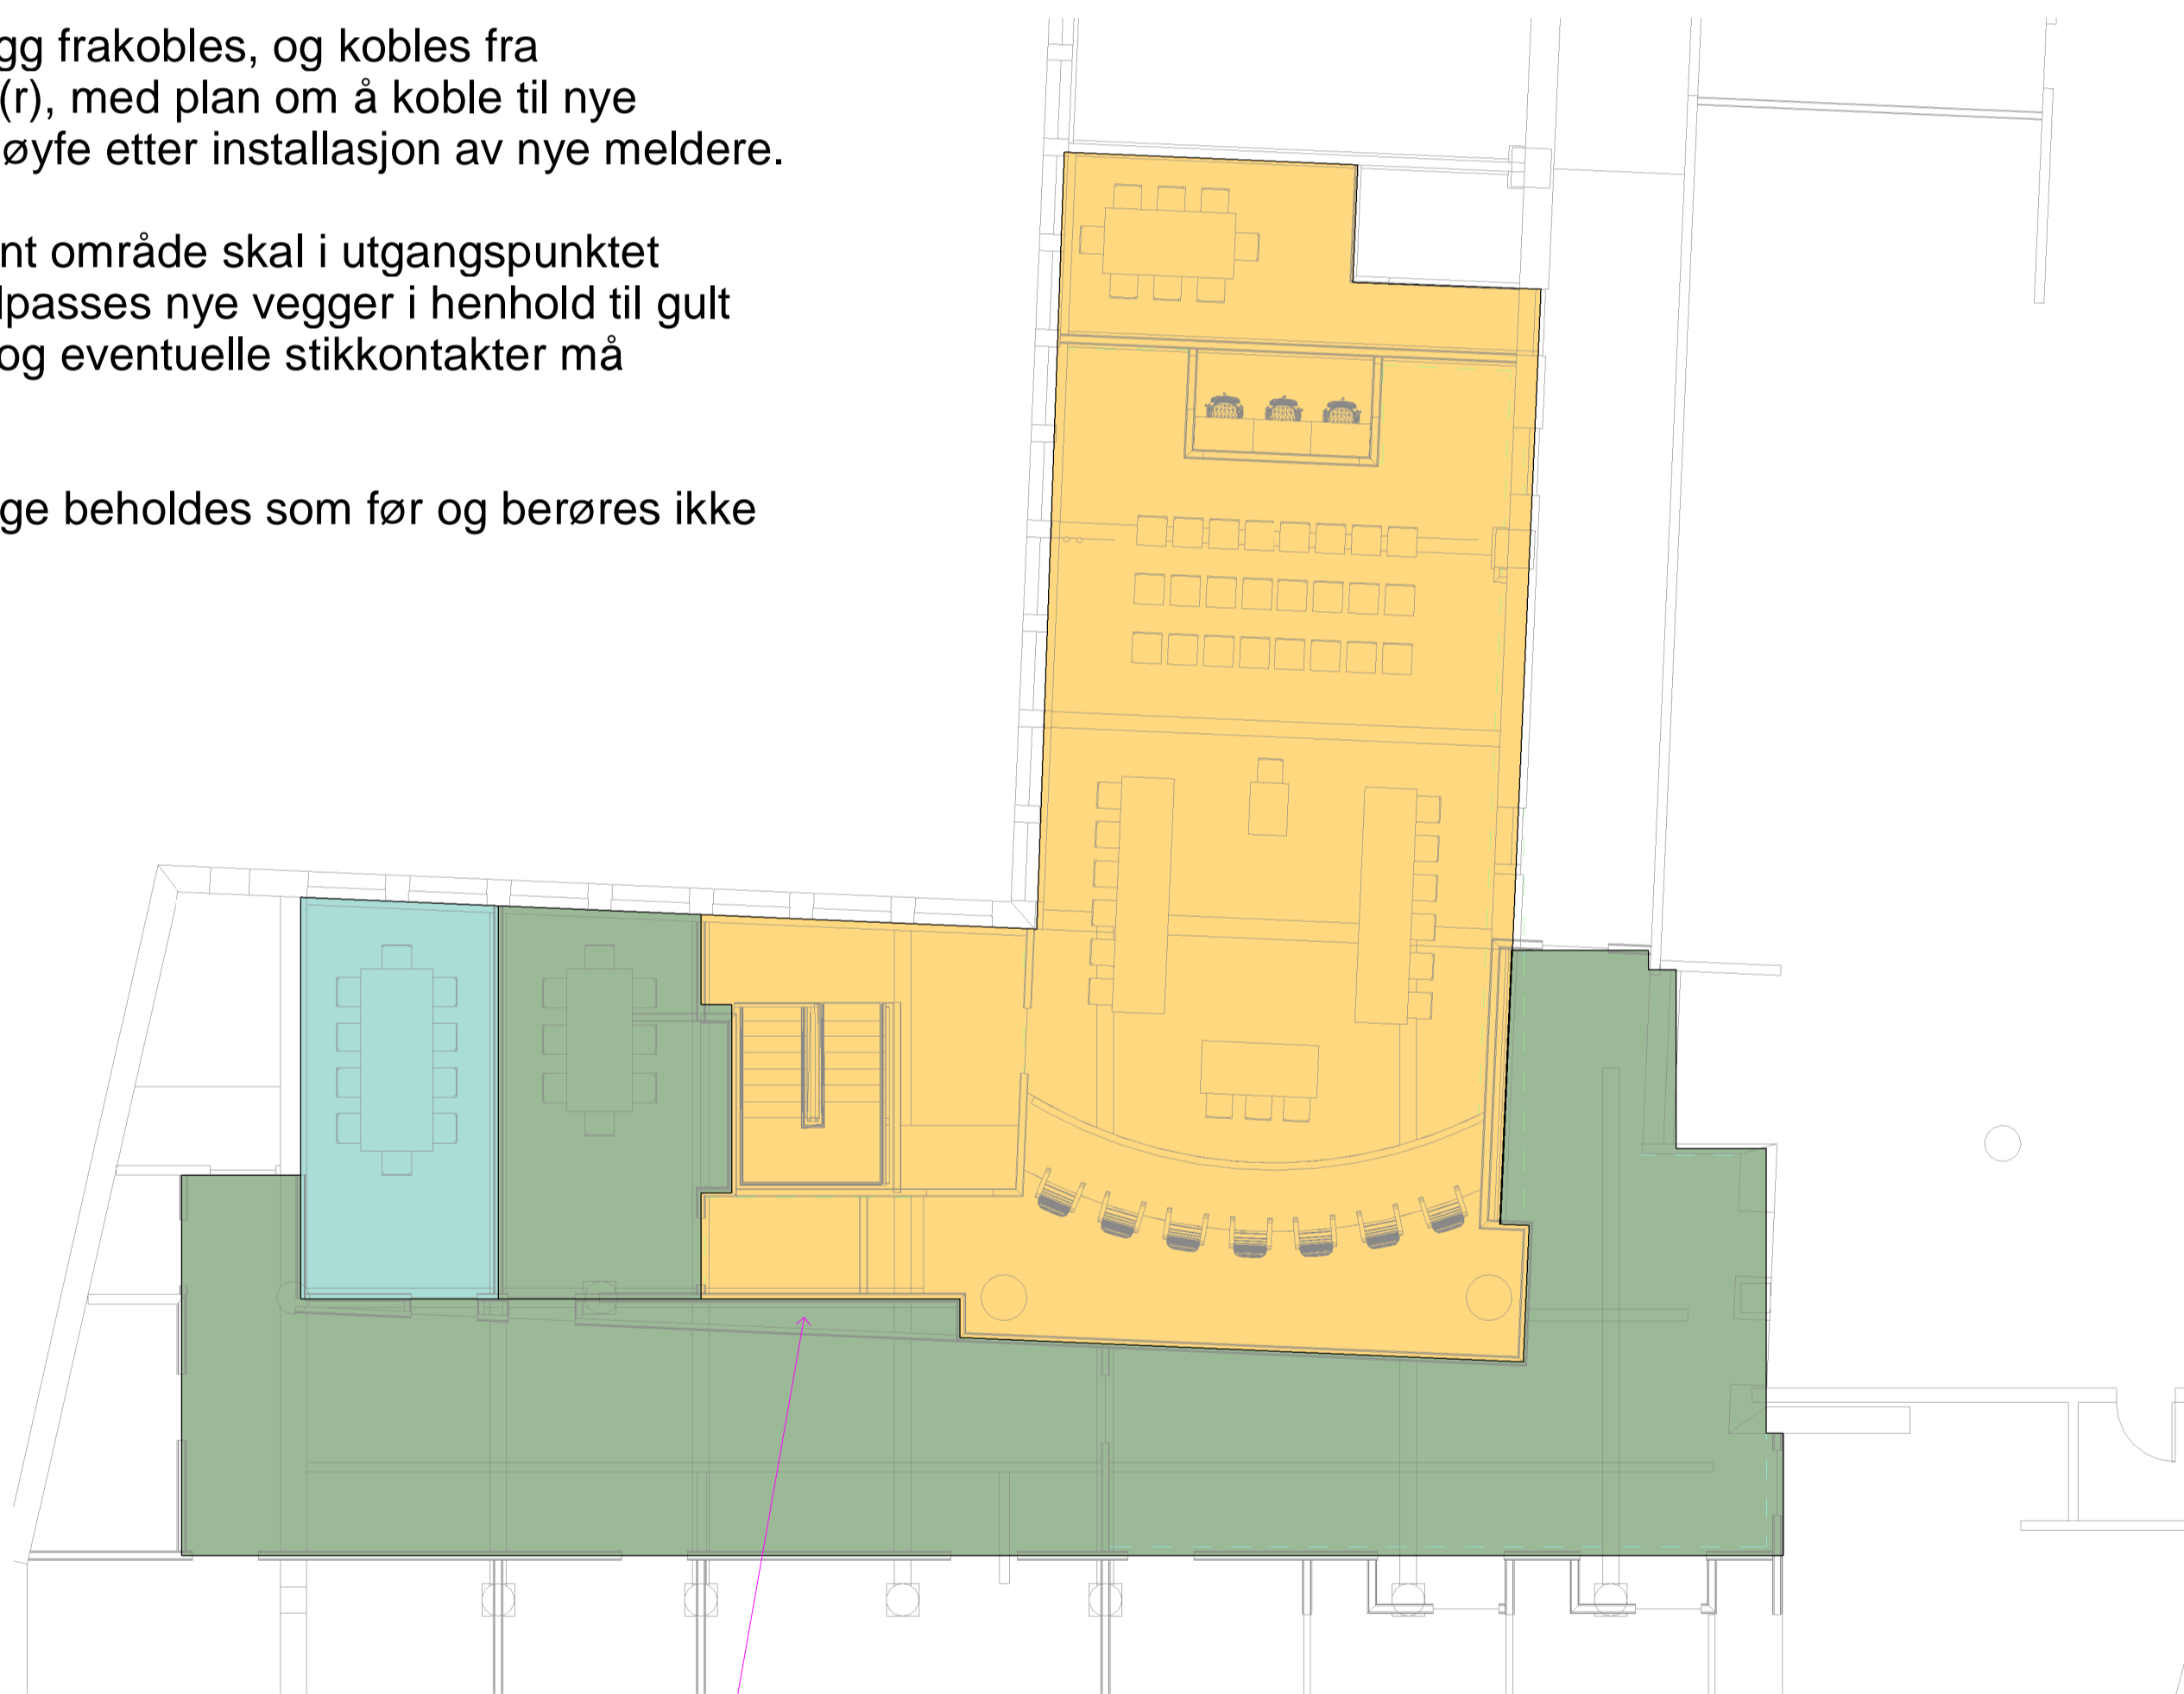 gg frakobles, og kobles fra
(r), med plan om å koble til nye
øyfe etter installasjon av nye meldere.
nt område skal i utgangspunktet
lpasses nye vegger i henhold til gult
og eventuelle stikkontakter må
ge beholdes som før og berøres ikke